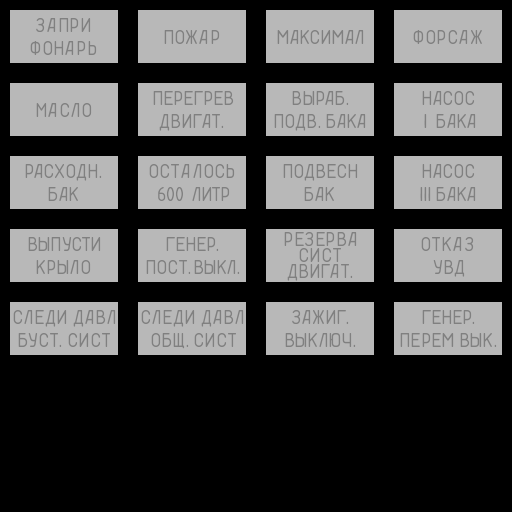 ЗАПРИ
ФОНАРЬ
ПОЖАР
МАКСИМАЛ
ФОРСАЖ
МАСЛО
ПЕРЕГРЕВ
ДВИГАТ.
ВЫРАБ.
ПОДВ. БАКА
НАСОС
I БАКА
РАСХОДН.
БАК
ОСТАЛОСЬ
600 ЛИТР
ПОДВЕСН
БАК
НАСОС
III БАКА
ВЫПУСТИ
КРЫЛО
ГЕНЕР.
ПОСТ.ВЫКЛ.
РЕЗЕРВА
СИСТ
ДВИГАТ.
ОТКАЗ
УВД
СЛЕДИ ДАВЛ
БУСТ. СИСТ
СЛЕДИ ДАВЛ
ОБЩ. СИСТ
ЗАЖИГ.
ВЫКЛЮЧ.
ГЕНЕР.
ПЕРЕМ ВЫК.